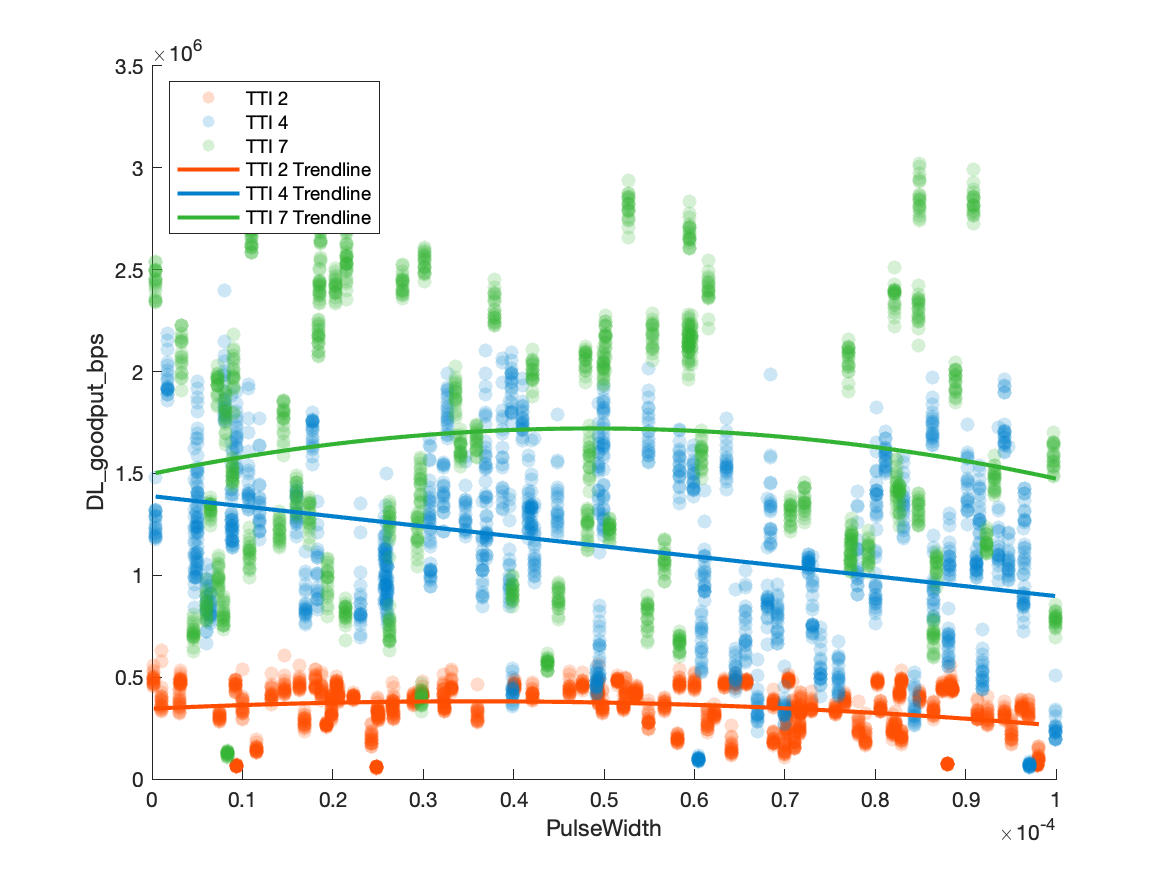 × 10⁶
3.5
3
2.5
2
1.5
1
0.5
0
DL_goodput_bps
TTI 2
TTI 4
TTI 7
TTI 2 Trendline
TTI 4 Trendline
TTI 7 Trendline
0 0.1 0.2 0.3 0.4 0.5 0.6 0.7 0.8 0.9 1
PulseWidth
× 10⁻⁴